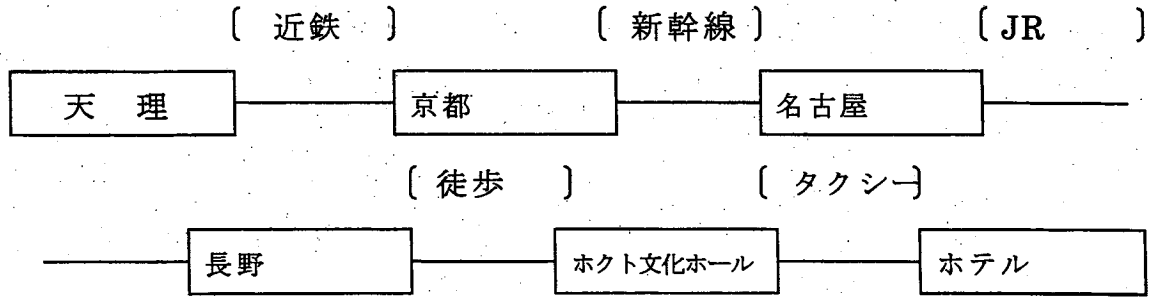 〔 近鉄 〕 〔 新幹線 〕 〔 JR 〕
天 理 京都 名古屋
〔 徒歩 〕 〔 タクシー 〕
長野 ホクト文化ホール ホテル